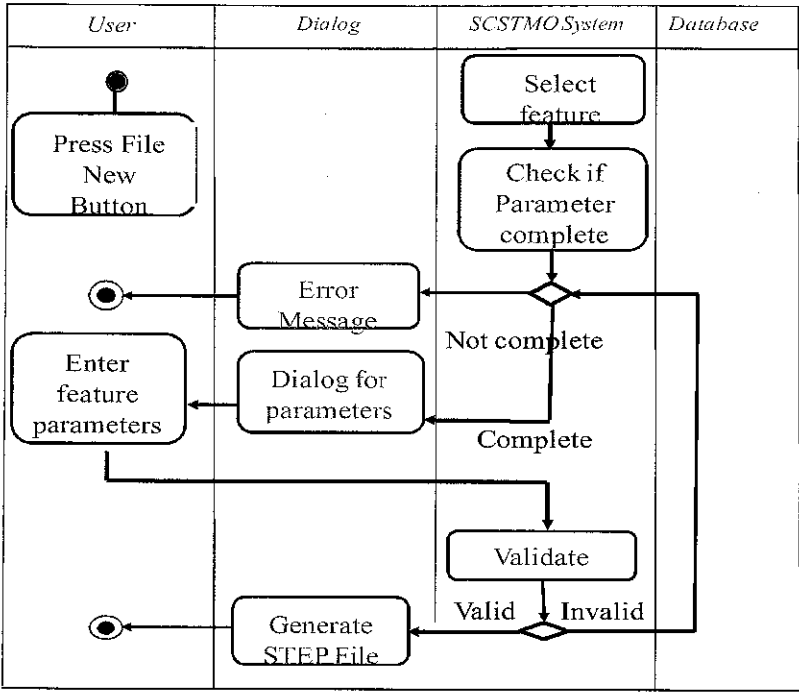 User
Dialog
SCSTMO System
Database
Select
feature
Press File
New
Button
Check if
Parameter
complete
Error
Message
Not complete
Enter
feature
parameters
Dialog for
parameters
Complete
Validate
Valid
Invalid
Generate
STEP File